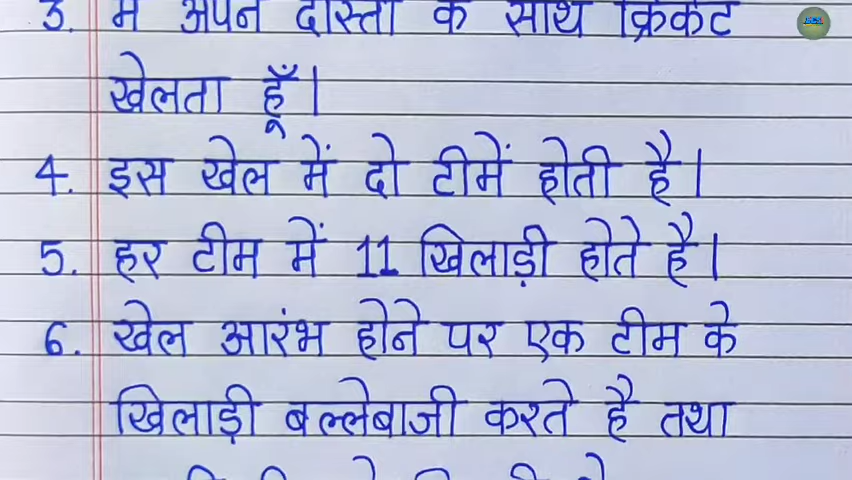 3. मैं अपने दोस्तों के साथ क्रिकेट
खेलता हूँ।
4. इस खेल में दो टीमें होती है।
5. हर टीम में 11 खिलाड़ी होते है।
6. खेल आरंभ होने पर एक टीम के
खिलाड़ी बल्लेबाजी करते है तथा